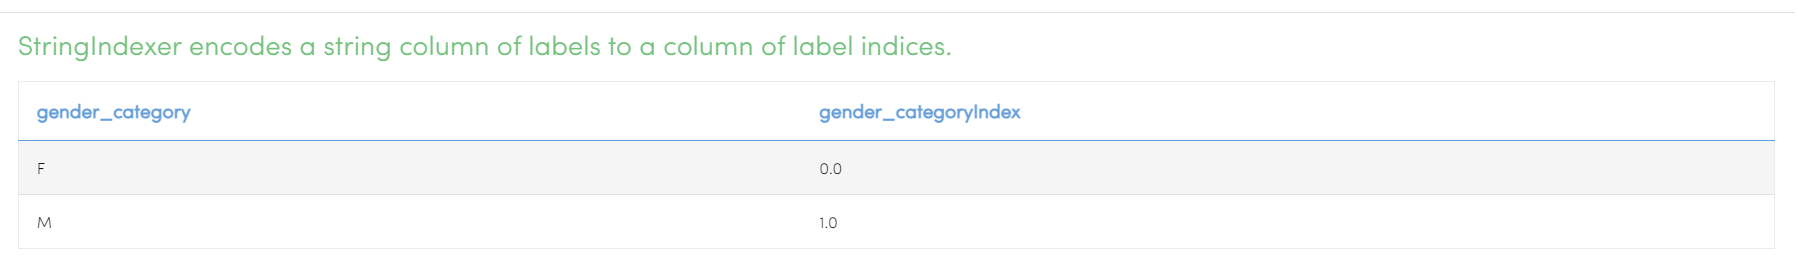 StringIndexer encodes a string column of labels to a column of label indices.
gender_category gender_categoryIndex
F 0.0
M 1.0